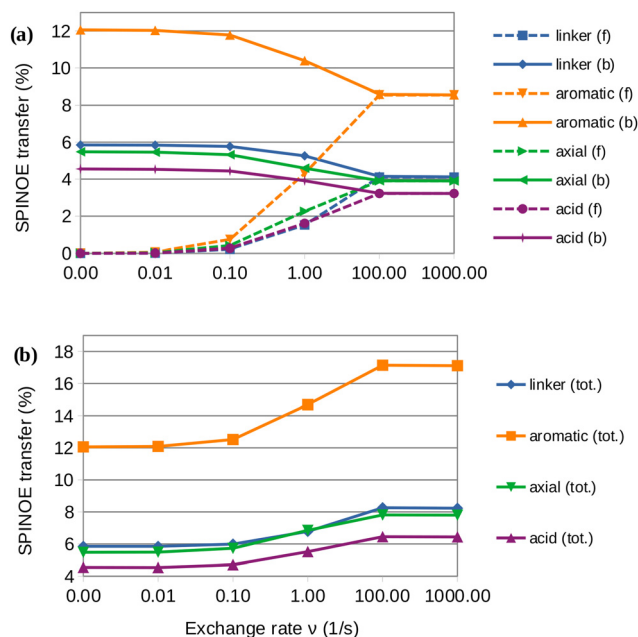 (a)
SPINOE transfer (%)
12
10
8
6
4
2
0
0.00 0.01 0.10 1.00 100.00 1000.00
linker (f)
linker (b)
aromatic (f)
aromatic (b)
axial (f)
axial (b)
acid (f)
acid (b)
(b)
SPINOE transfer (%)
18
16
14
12
10
8
6
4
0.00 0.01 0.10 1.00 100.00 1000.00
Exchange rate ν (1/s)
linker (tot.)
aromatic (tot.)
axial (tot.)
acid (tot.)